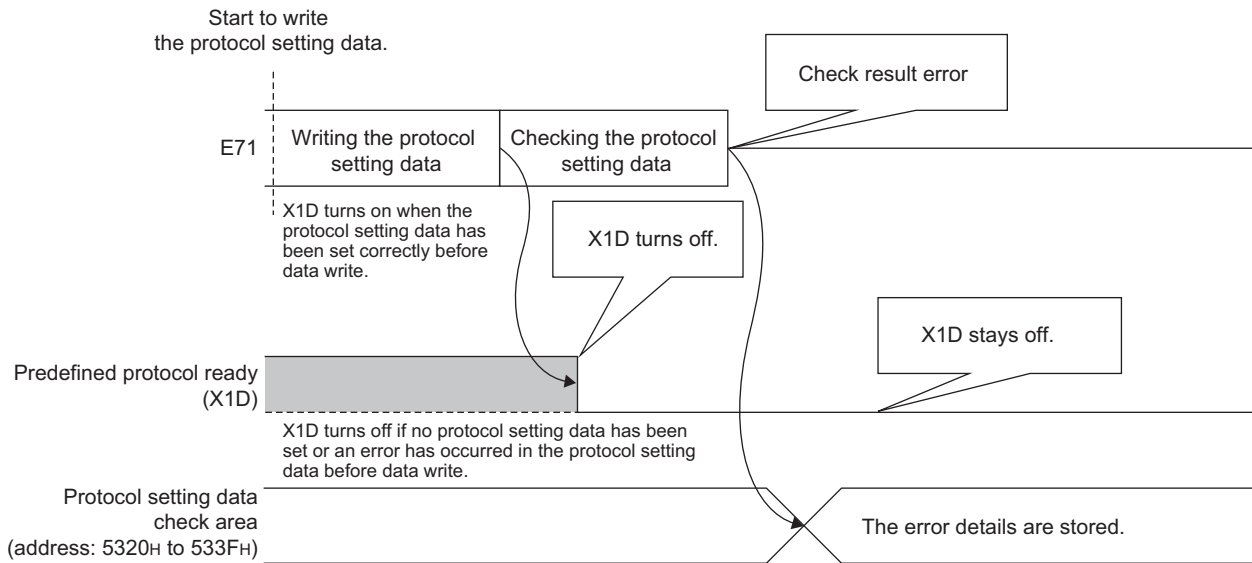 Start to write
the protocol setting data.
Check result error
E71
Writing the protocol
setting data
Checking the protocol
setting data
X1D turns on when the
protocol setting data has
been set correctly before
data write.
X1D turns off.
X1D stays off.
Predefined protocol ready
(X1D)
X1D turns off if no protocol setting data has been
set or an error has occurred in the protocol setting
data before data write.
Protocol setting data
check area
(address: 5320H to 533FH)
The error details are stored.